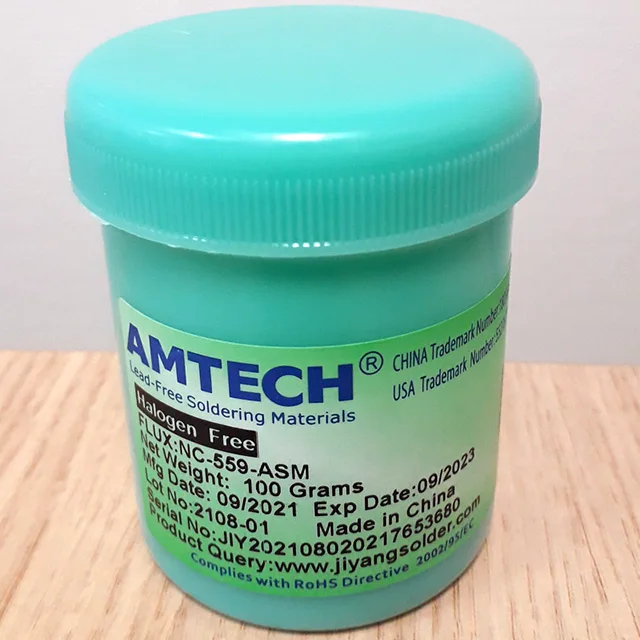 AMTECH®
CHINA Trademark Number
USA Trademark Number
Lead-Free Soldering Materials
Halogen Free
FLUX:NC-559-ASM
Net Weight: 100 Grams
Mfg Date: 09/2021 Exp Date:09/2023
Lot No:2108-01 Made in China
Serial No:JIY20210802021765 3680
Product Query:www.jiyangsolder.com
Complies with RoHS Directive 2002/95/EC